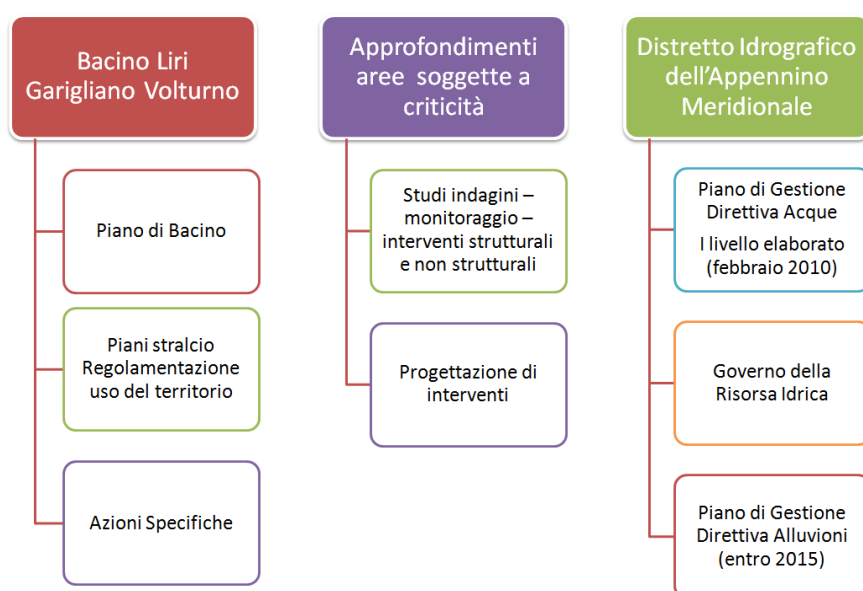 Bacino Liri
Garigliano Volturno
Piano di Bacino
Piani stralcio
Regolamentazione
uso del territorio
Azioni Specifiche
Approfondimenti
aree soggette a
criticità
Studi indagini –
monitoraggio –
interventi strutturali
e non strutturali
Progettazione di
interventi
Distretto Idrografico
dell'Appennino
Meridionale
Piano di Gestione
Direttiva Acque
I livello elaborato
(febbraio 2010)
Governo della
Risorsa Idrica
Piano di Gestione
Direttiva Alluvioni
(entro 2015)